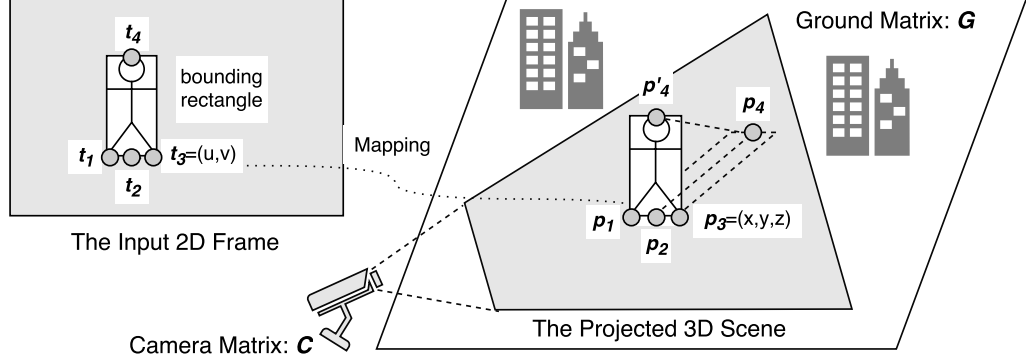 t4
bounding
rectangle
t1
t3=(u,v)
t2
The Input 2D Frame
Mapping
Camera Matrix: C
Ground Matrix: G
p'4
p4
p1
p2
p3=(x,y,z)
The Projected 3D Scene